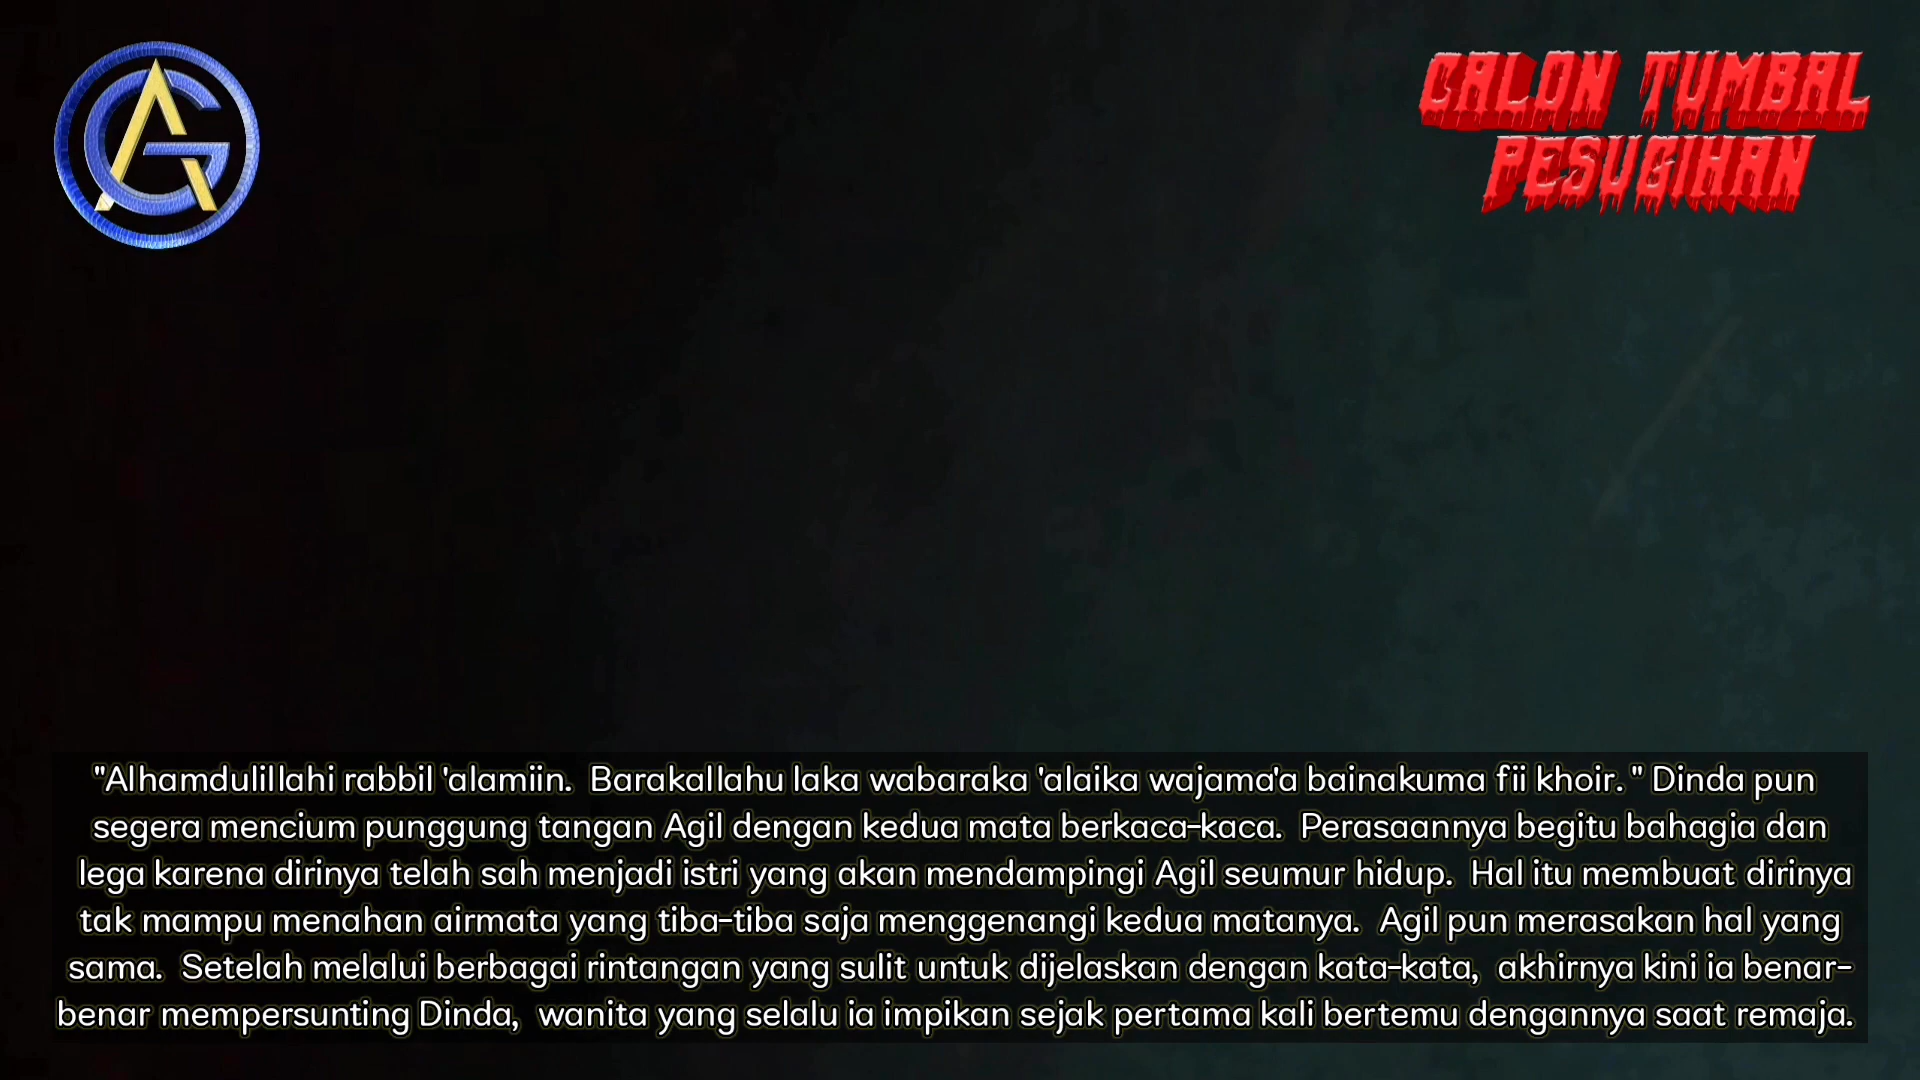 CALON TUMBAL
PESUGIHAN
"Alhamdulillahi rabbil 'alamiin. Barakallahu laka wabaraka 'alaika wajama'a bainakuma fii khoir. " Dinda pun
segera mencium punggung tangan Agil dengan kedua mata berkaca-kaca. Perasaannya begitu bahagia dan
lega karena dirinya telah sah menjadi istri yang akan mendampingi Agil seumur hidup. Hal itu membuat dirinya
tak mampu menahan airmata yang tiba-tiba saja menggenangi kedua matanya. Agil pun merasakan hal yang
sama. Setelah melalui berbagai rintangan yang sulit untuk dijelaskan dengan kata-kata, akhirnya kini ia benar-
benar mempersunting Dinda, wanita yang selalu ia impikan sejak pertama kali bertemu dengannya saat remaja.